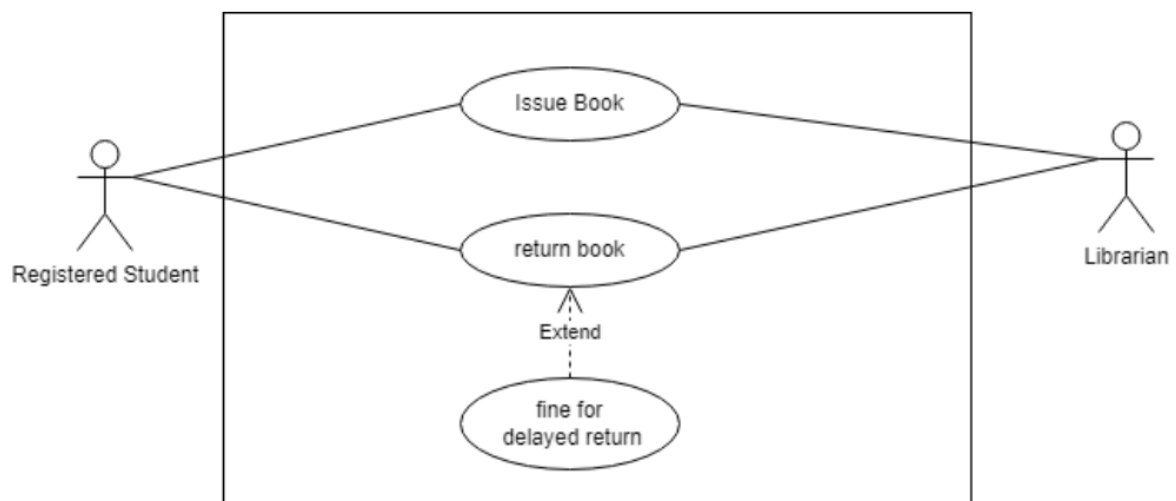 Issue Book
Registered Student
return book
Librarian
Extend
fine for
delayed return